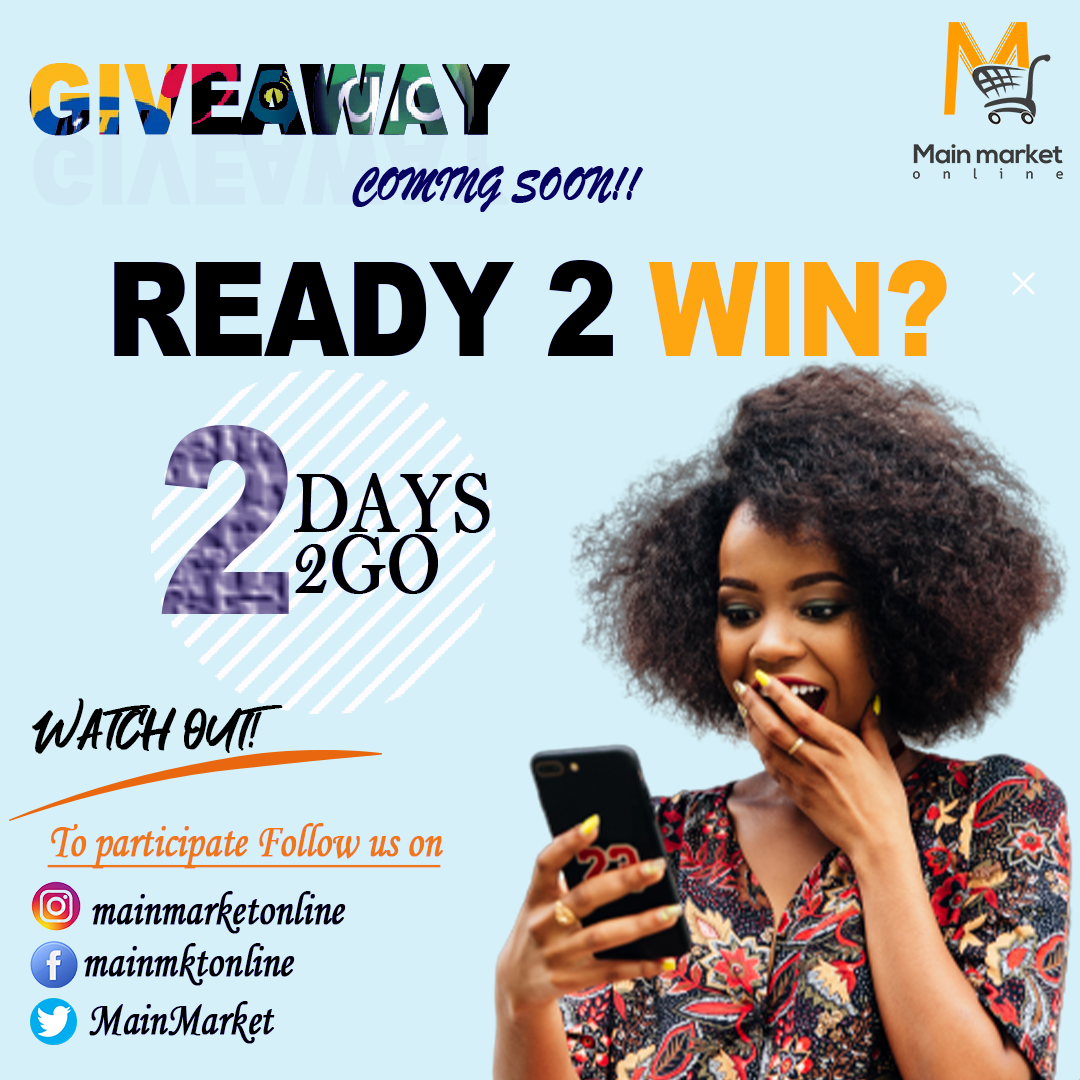 GIVEAWAY
COMING SOON!!
Main market
online
READY 2 WIN?
2 DAYS
2GO
WATCH OUT!
To participate Follow us on
mainmarketonline
mainmktonline
MainMarket